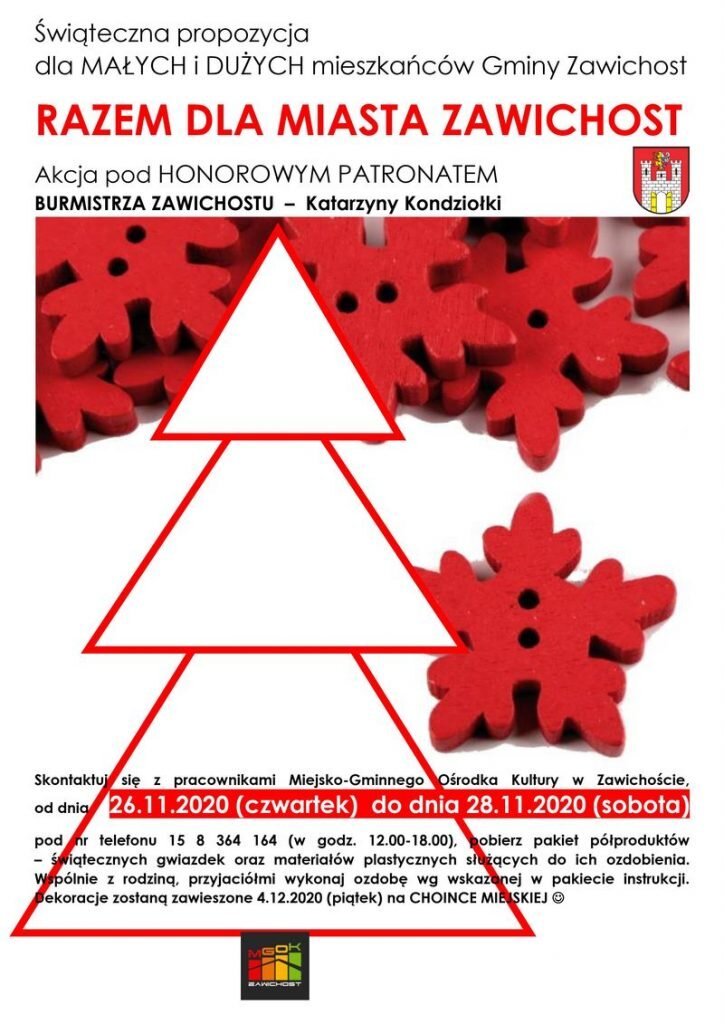 Świąteczna propozycja
dla MAŁYCH i DUŻYCH mieszkańców Gminy Zawichost
RAZEM DLA MIASTA ZAWICHOST
Akcja pod HONOROWYM PATRONATEM
BURMISTRZA ZAWICHOSTU – Katarzyny Kondziołki
Skontaktuj się z pracownikami Miejsko-Gminnego Ośrodka Kultury w Zawichoście,
od dnia 26.11.2020 (czwartek) do dnia 28.11.2020 (sobota)
pod nr telefonu 15 8 364 164 (w godz. 12.00-18.00), pobierz pakiet półproduktów
– świątecznych gwiazdek oraz materiałów plastycznych służących do ich ozdobienia.
Wspólnie z rodziną, przyjaciółmi wykonaj ozdobę wg wskazanej w pakiecie instrukcji.
Dekoracje zostaną zawieszone 4.12.2020 (piątek) na CHOINCE MIEJSKIEJ ☺
MGOK
ZAWICHOST